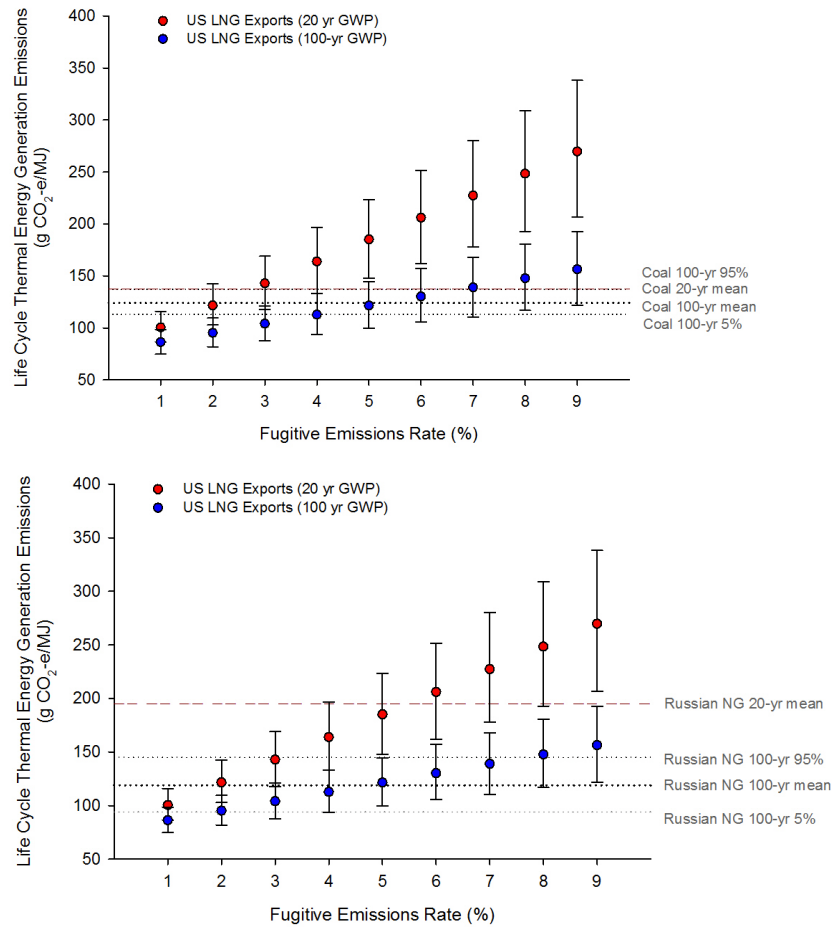 US LNG Exports (20 yr GWP)
US LNG Exports (100-yr GWP)
Life Cycle Thermal Energy Generation Emissions
(g CO2-e/MJ)
400
350
300
250
200
150
100
50
Coal 100-yr 95%
Coal 20-yr mean
Coal 100-yr mean
Coal 100-yr 5%
1 2 3 4 5 6 7 8 9
Fugitive Emissions Rate (%)
US LNG Exports (20 yr GWP)
US LNG Exports (100 yr GWP)
Life Cycle Thermal Energy Generation Emissions
(g CO2-e/MJ)
400
350
300
250
200
150
100
50
Russian NG 20-yr mean
Russian NG 100-yr 95%
Russian NG 100-yr mean
Russian NG 100-yr 5%
1 2 3 4 5 6 7 8 9
Fugitive Emissions Rate (%)